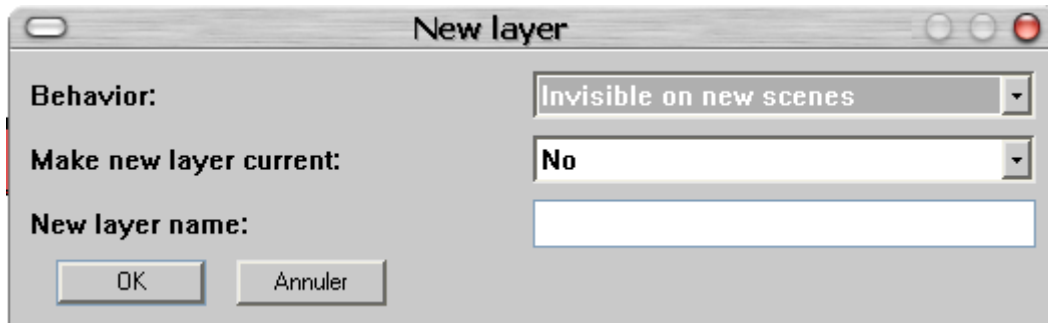 New layer
Behavior: Invisible on new scenes
Make new layer current: No
New layer name:
OK Annuler